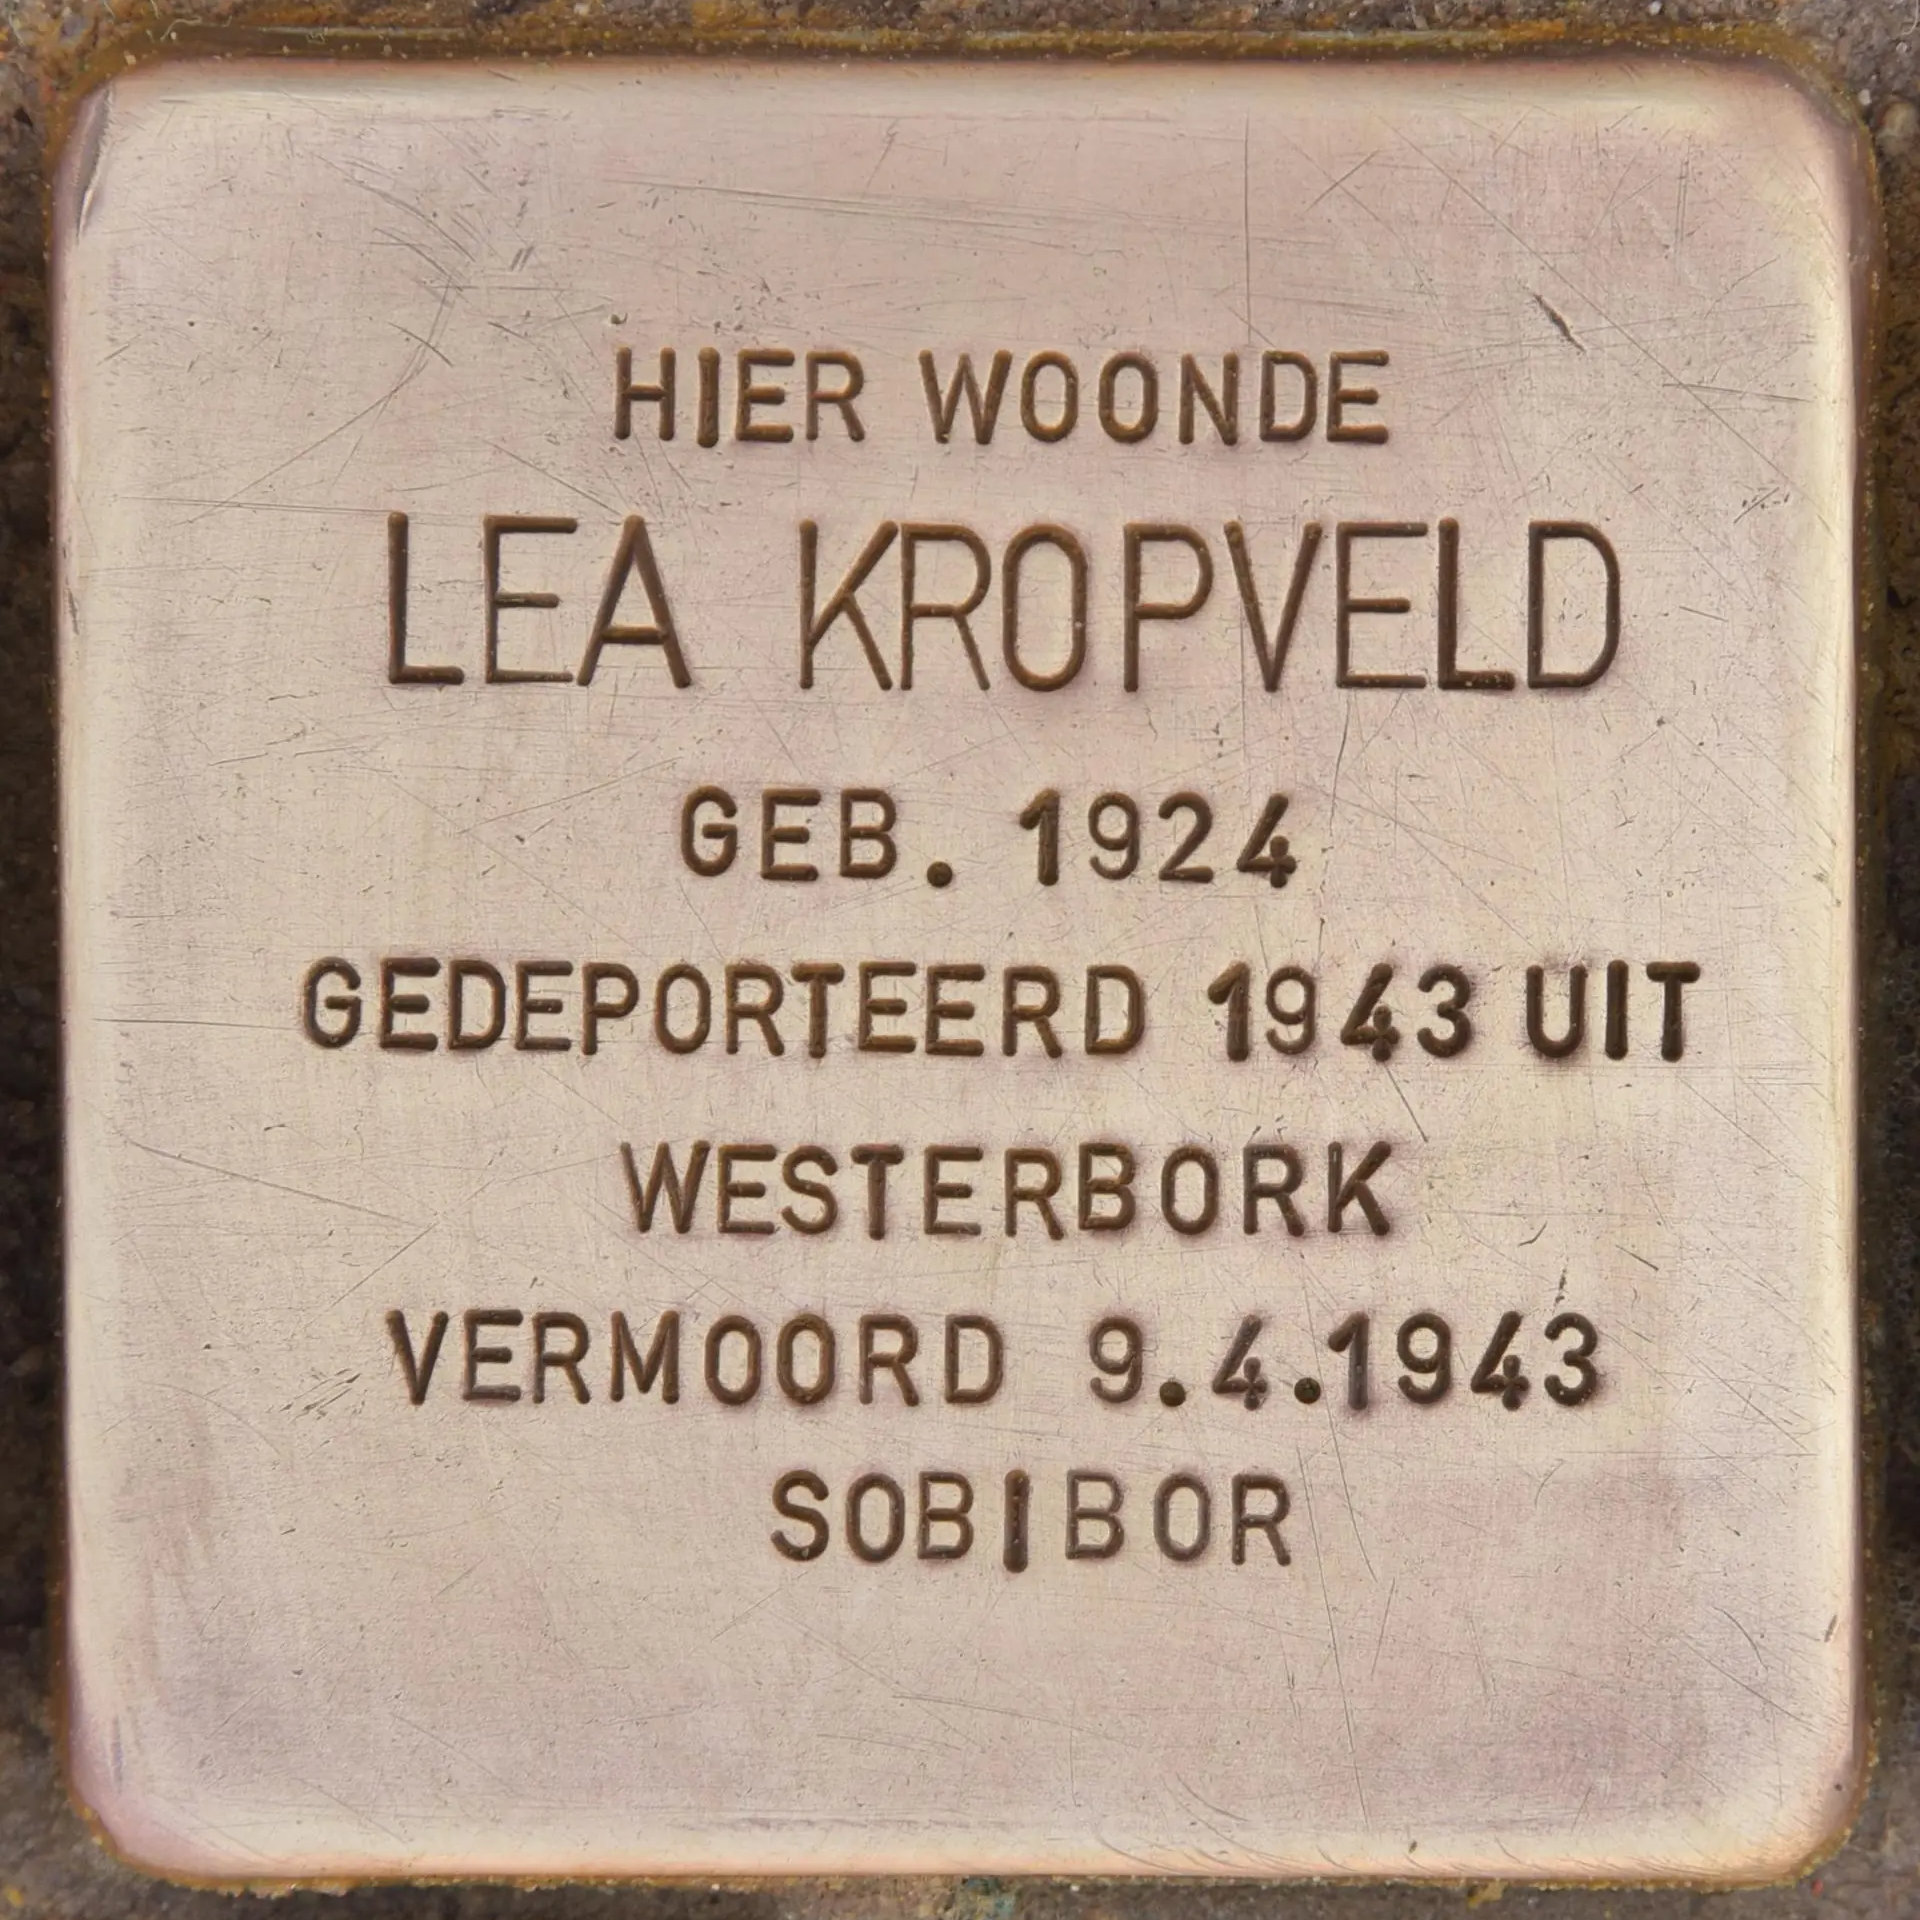 HIER WOONDE
LEA KROPVELD
GEB. 1924
GEDEPORTEERD 1943 UIT
WESTERBORK
VERMOORD 9.4.1943
SOBIBOR